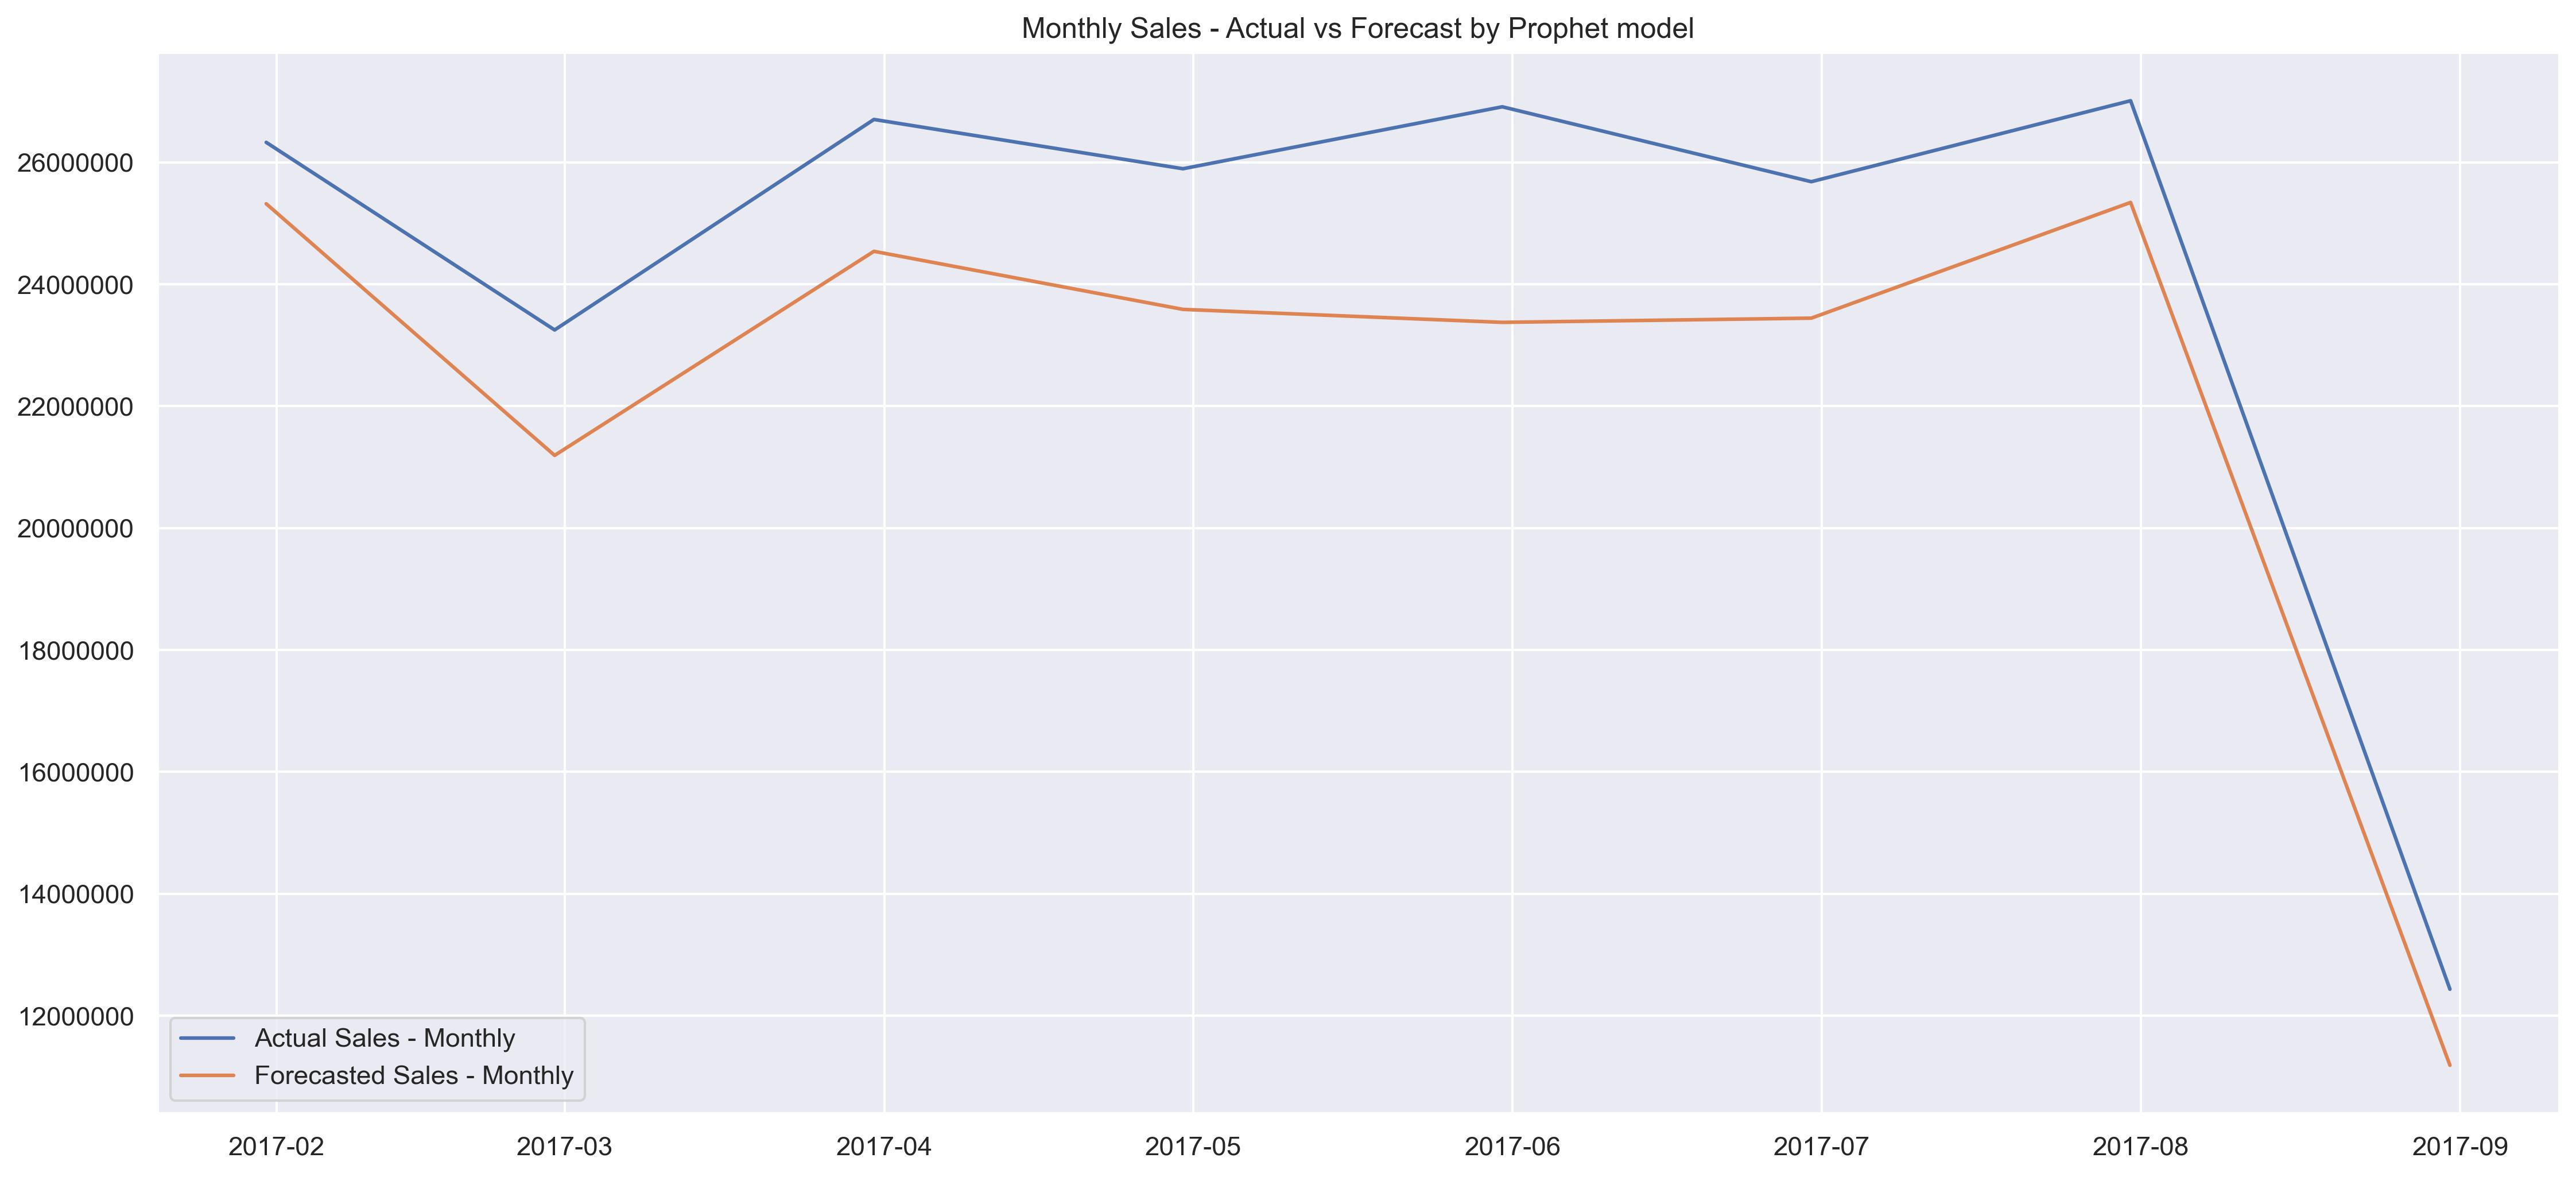 Monthly Sales - Actual vs Forecast by Prophet model
26000000
24000000
22000000
20000000
18000000
16000000
14000000
12000000
Actual Sales - Monthly
Forecasted Sales - Monthly
2017-02 2017-03 2017-04 2017-05 2017-06 2017-07 2017-08 2017-09